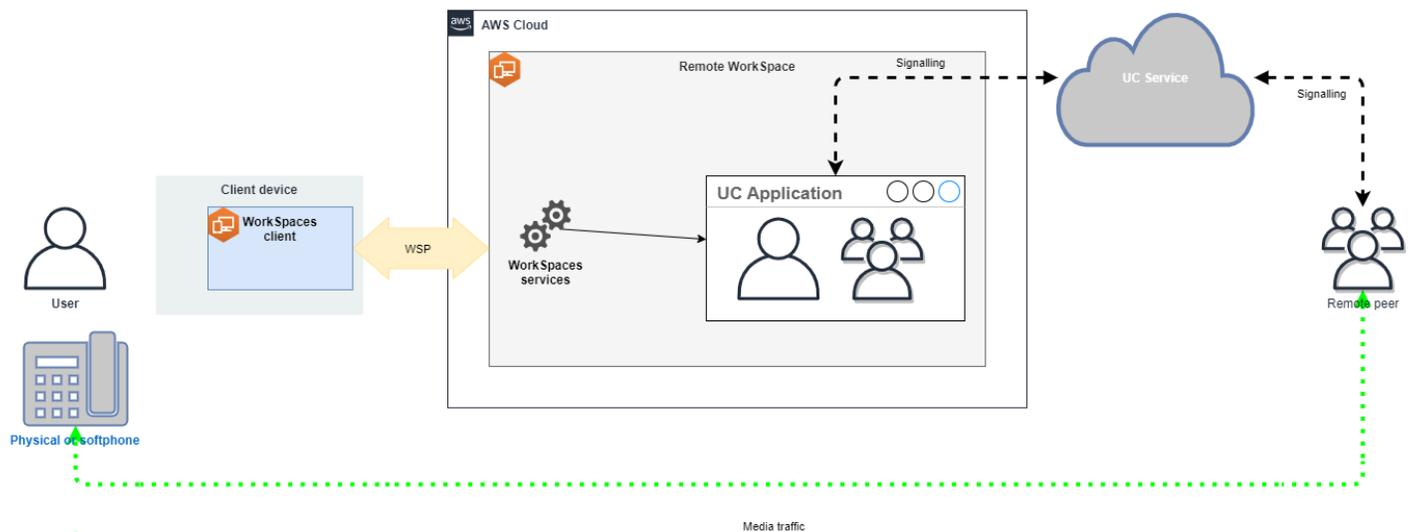 aws
AWS Cloud
Remote WorkSpace
Signalling
UC Service
Signalling
Client device
WorkSpaces
client
UC Application
WSP
WorkSpaces
services
User
Remote peer
Physical or softphone
Media traffic